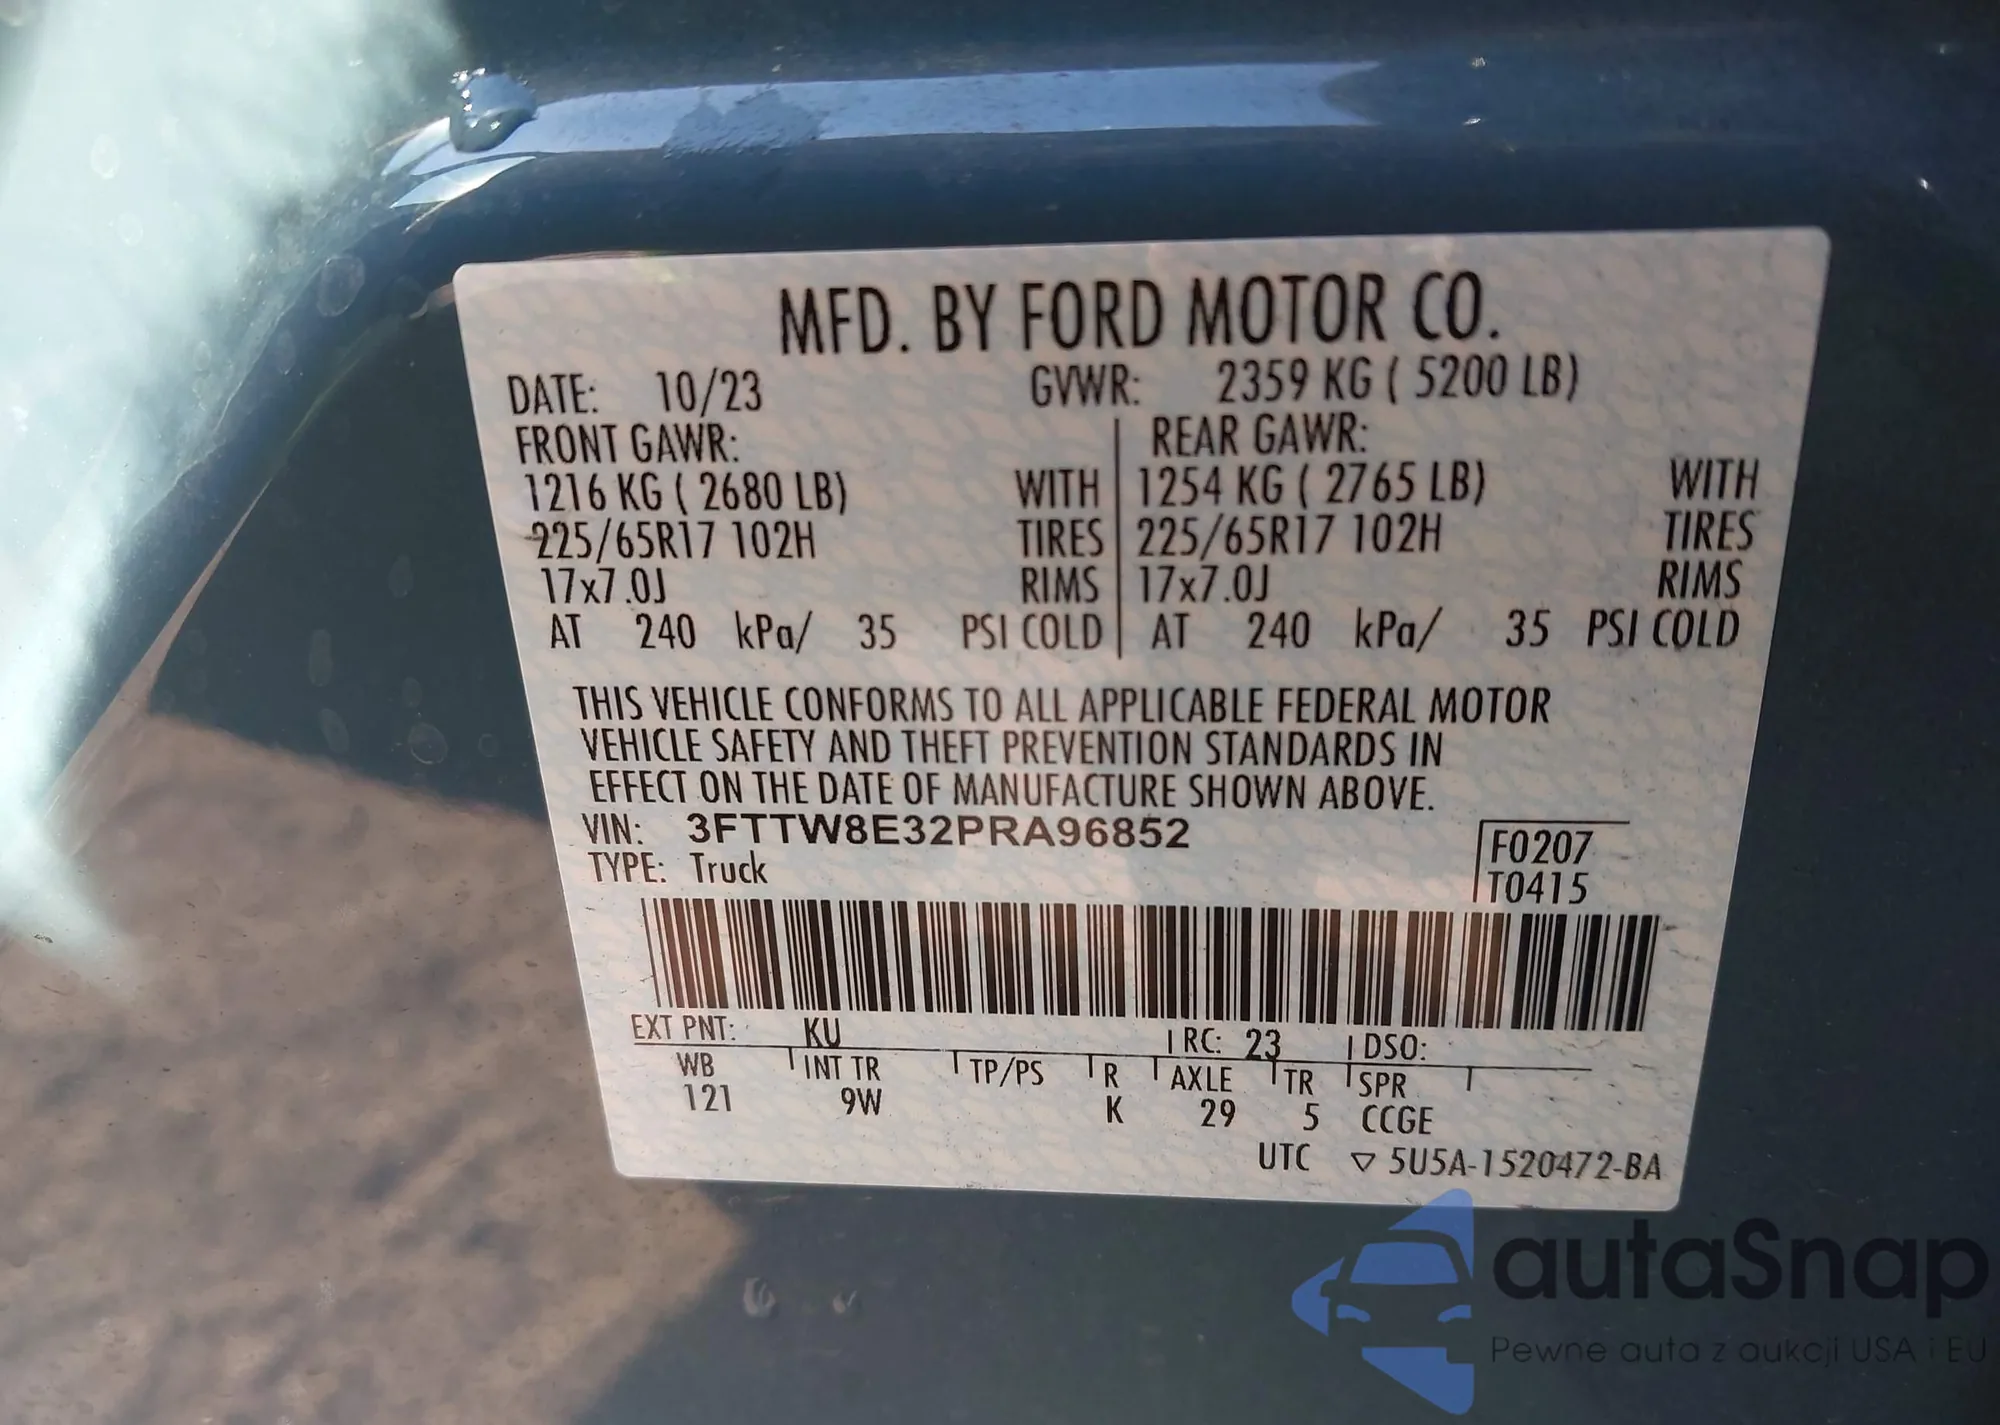 MFD. BY FORD MOTOR CO.
DATE: 10/23 GVWR: 2359 KG ( 5200 LB)
FRONT GAWR: REAR GAWR:
1216 KG ( 2680 LB) WITH 1254 KG ( 2765 LB) WITH
225/65R17 102H TIRES 225/65R17 102H TIRES
17x7.0J RIMS 17x7.0J RIMS
AT 240 kPa/ 35 PSI COLD AT 240 kPa/ 35 PSI COLD
THIS VEHICLE CONFORMS TO ALL APPLICABLE FEDERAL MOTOR
VEHICLE SAFETY AND THEFT PREVENTION STANDARDS IN
EFFECT ON THE DATE OF MANUFACTURE SHOWN ABOVE.
VIN: 3FTTW8E32PRA96852
TYPE: Truck
F0207
T0415
EXT PNT: KU RC: 23 DSO:
WB INT TR TP/PS R AXLE TR SPR
121 9W K 29 5 CCGE
UTC ▽ 5U5A-1520472-BA
autaSnap
Pewne auta z aukcji USA i EU